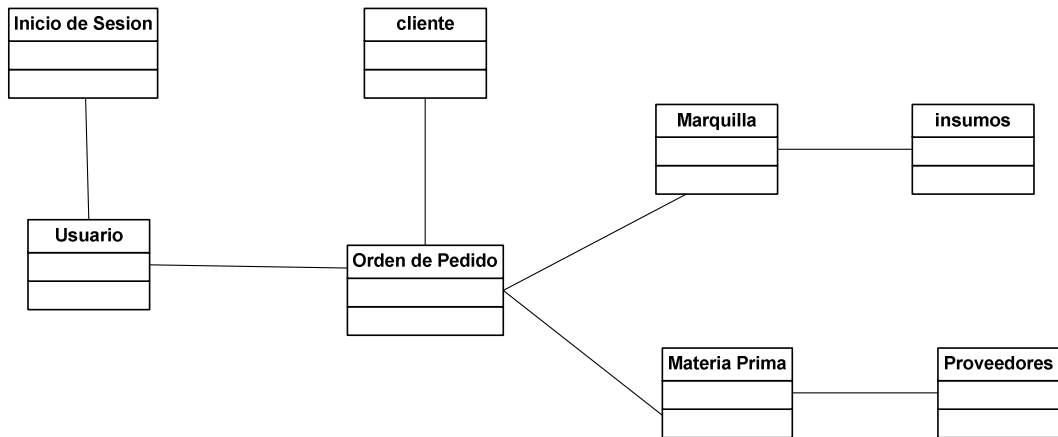 Inicio de Sesion
cliente
Marquilla
insumos
Usuario
Orden de Pedido
Materia Prima
Proveedores